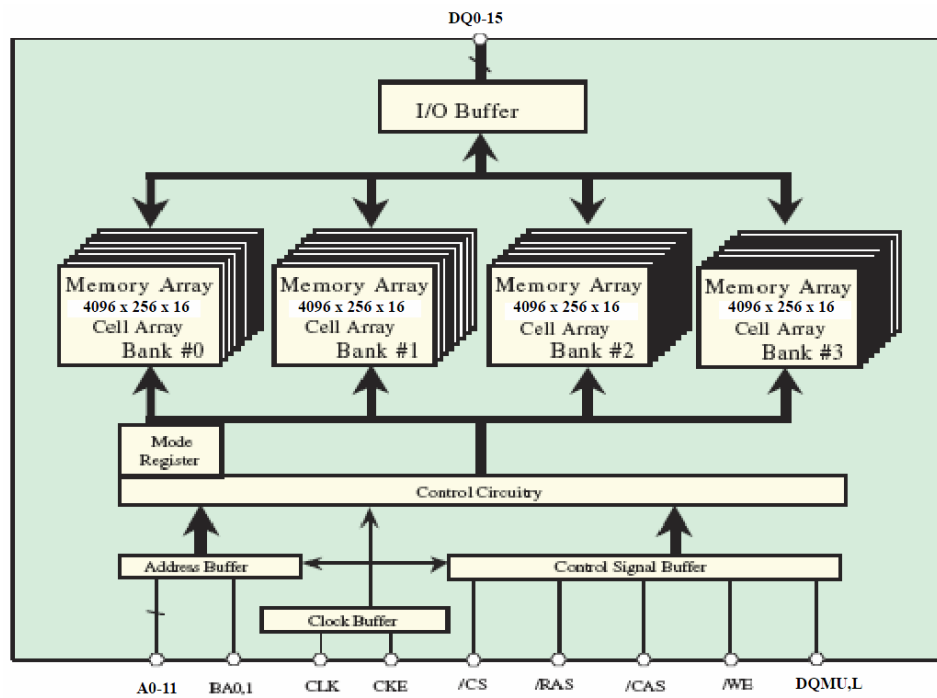 DQ0-15
I/O Buffer
Memory Array
4096 x 256 x 16
Cell Array
Bank #0
Memory Array
4096 x 256 x 16
Cell Array
Bank #1
Memory Array
4096 x 256 x 16
Cell Array
Bank #2
Memory Array
4096 x 256 x 16
Cell Array
Bank #3
Mode
Register
Control Circuitry
Address Buffer
Control Signal Buffer
Clock Buffer
A0-11
BA0,1
CLK
CKE
/CS
/RAS
/CAS
/WE
DQMU,L